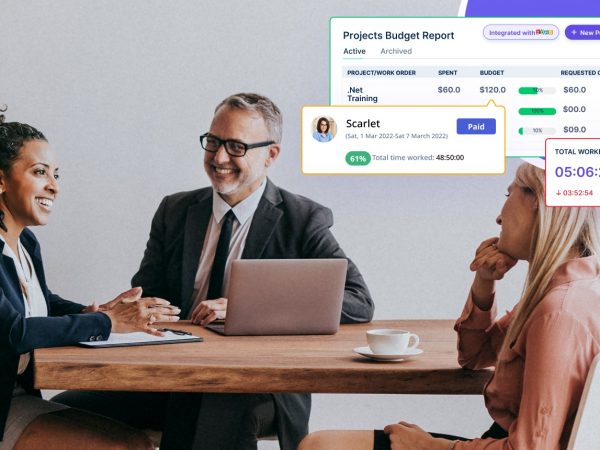 Projects Budget Report
Integrated with ZOHO
+ New P
Active Archived
PROJECT/WORK ORDER SPENT BUDGET REQUESTED
.Net Training $60.0 $120.0 $60.0
100% $00.0
10% $09.0
Scarlet
(Sat, 1 Mar 2022-Sat 7 March 2022)
Paid
61% Total time worked: 48:50:00
TOTAL WORKE
05:06:
↓ 03:52:54